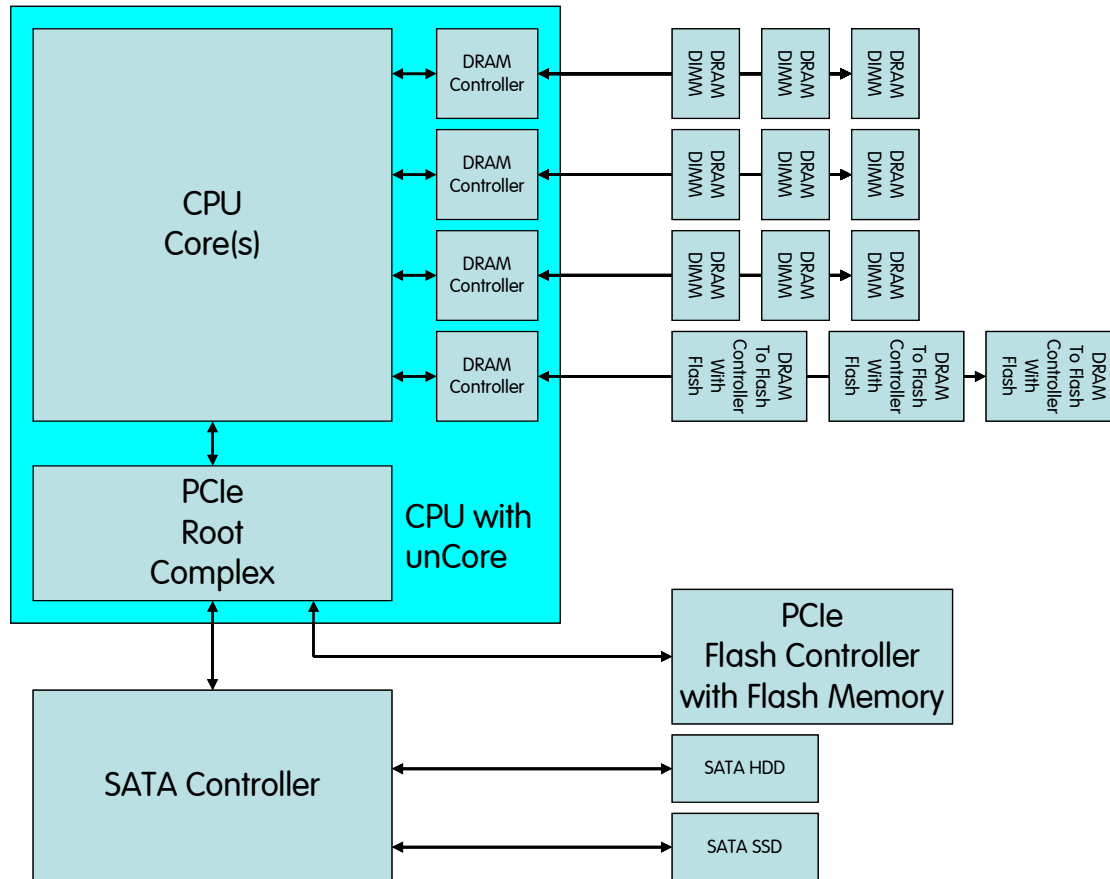 CPU
Core(s)
DRAM
Controller
DRAM
DIMM
DRAM
DIMM
DRAM
DIMM
DRAM
Controller
DRAM
DIMM
DRAM
DIMM
DRAM
DIMM
DRAM
Controller
DRAM
DIMM
DRAM
DIMM
DRAM
DIMM
DRAM
Controller
DRAM
To Flash
Controller
With
Flash
DRAM
To Flash
Controller
With
Flash
DRAM
To Flash
Controller
With
Flash
PCIe
Root
Complex
CPU with
unCore
PCIe
Flash Controller
with Flash Memory
SATA Controller
SATA HDD
SATA SSD